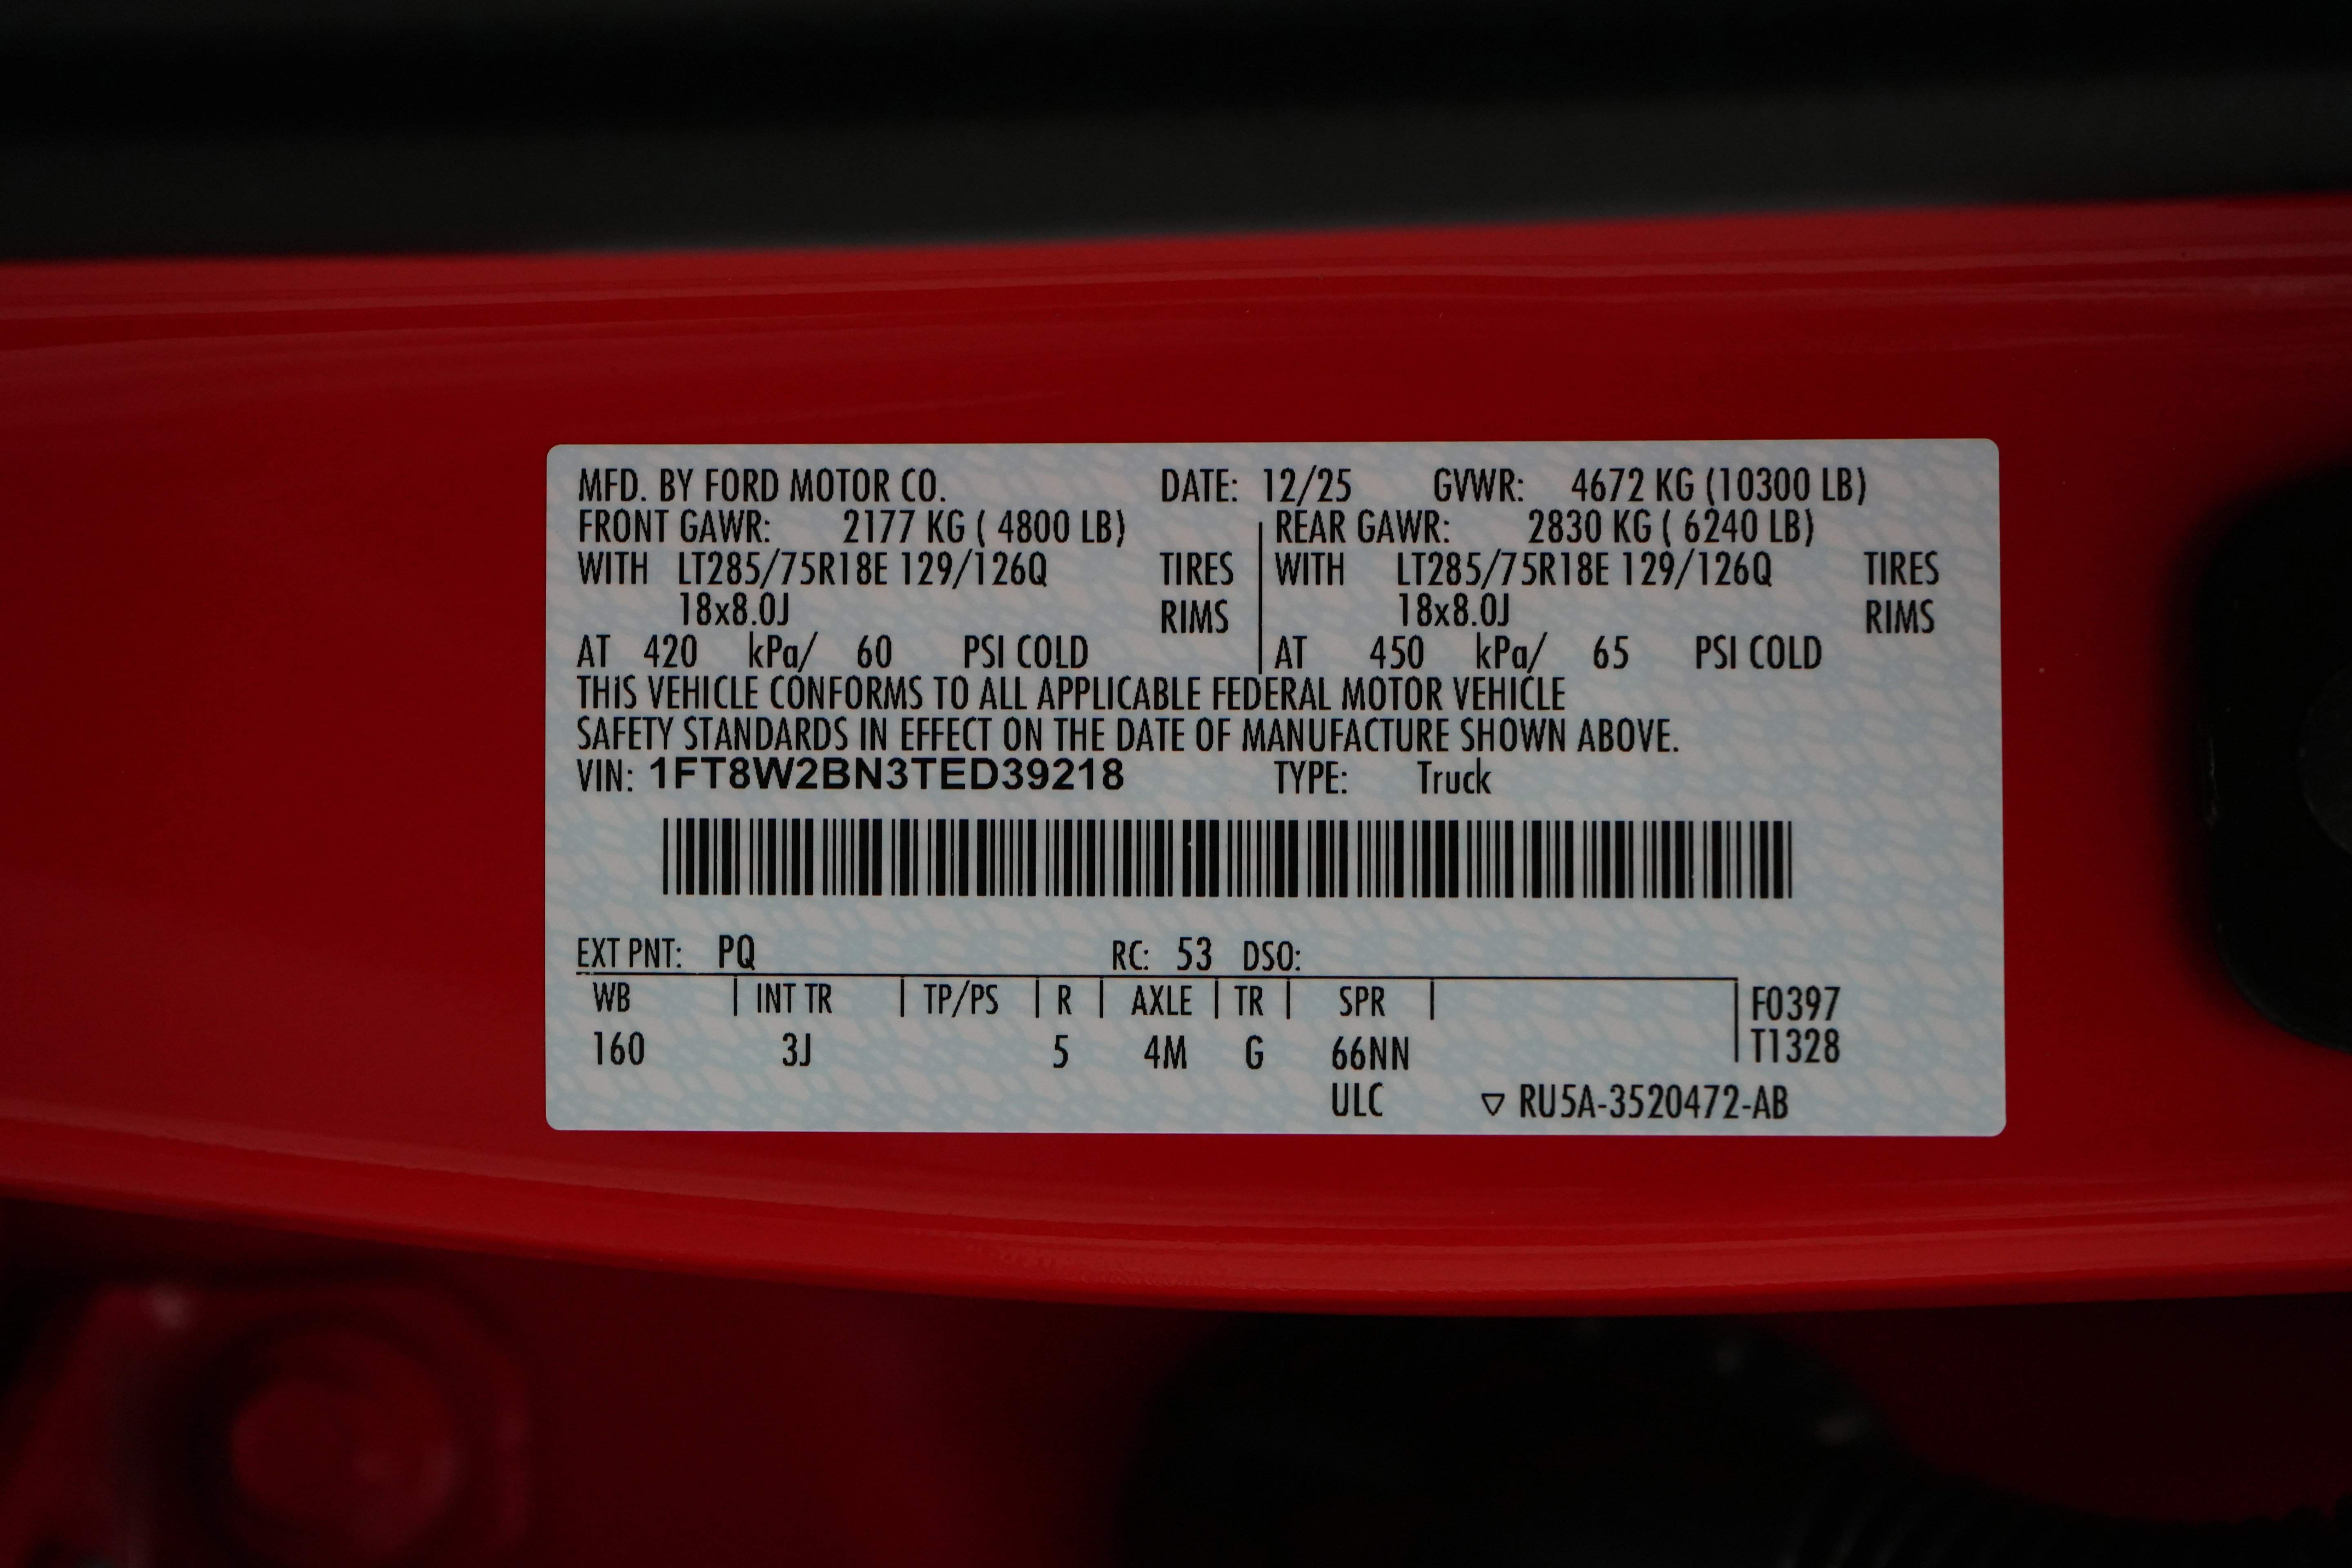 MFD. BY FORD MOTOR CO. DATE: 12/25 GVWR: 4672 KG (10300 LB)
FRONT GAWR: 2177 KG ( 4800 LB) REAR GAWR: 2830 KG ( 6240 LB)
WITH LT285/75R18E 129/126Q TIRES WITH LT285/75R18E 129/126Q TIRES
18x8.0J RIMS 18x8.0J RIMS
AT 420 kPa/ 60 PSI COLD AT 450 kPa/ 65 PSI COLD
THIS VEHICLE CONFORMS TO ALL APPLICABLE FEDERAL MOTOR VEHICLE
SAFETY STANDARDS IN EFFECT ON THE DATE OF MANUFACTURE SHOWN ABOVE.
VIN: 1FT8W2BN3TED39218 TYPE: Truck
EXT PNT: PQ RC: 53 DSO:
WB | INT TR | TP/PS | R | AXLE | TR | SPR | F0397
160 3J 5 4M G 66NN T1328
ULC ▽ RU5A-3520472-AB